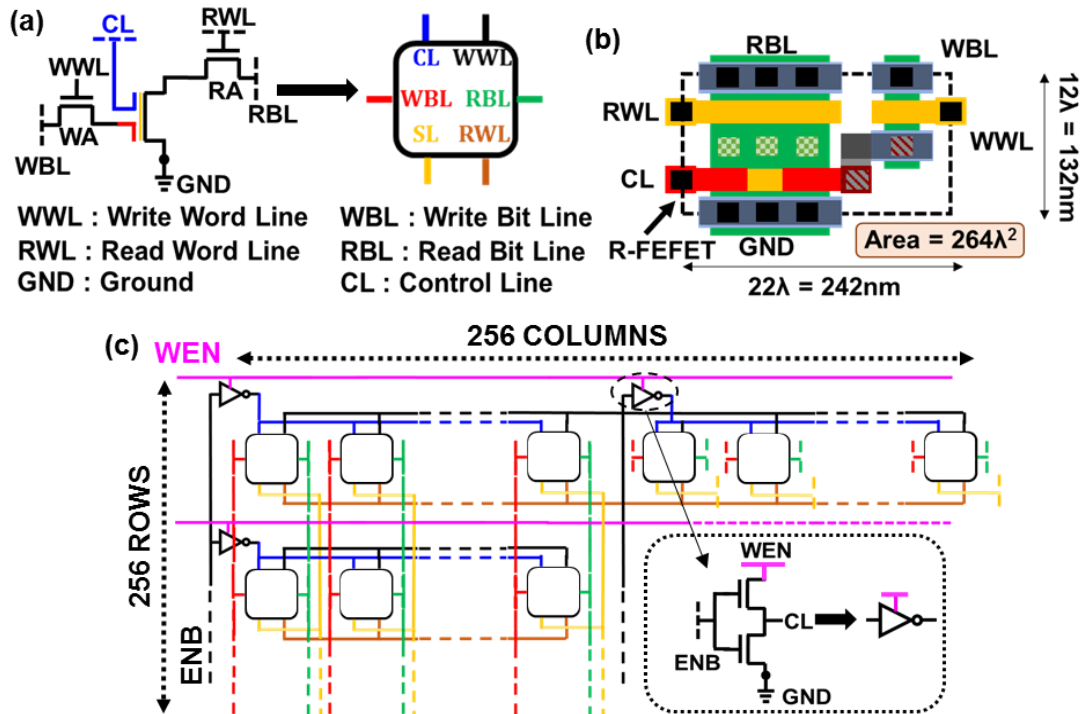 (a)
CL
RWL
WWL
RA
RBL
WA
WBL
GND
CL WWL
WBL RBL
SL RWL
WWL : Write Word Line
RWL : Read Word Line
GND : Ground
WBL : Write Bit Line
RBL : Read Bit Line
CL : Control Line
(b)
RBL
WBL
RWL
WWL
CL
R-FEFET
GND
12λ = 132nm
Area = 264λ²
22λ = 242nm
(c)
WEN
256 COLUMNS
256 ROWS
ENB
WEN
CL
ENB
GND